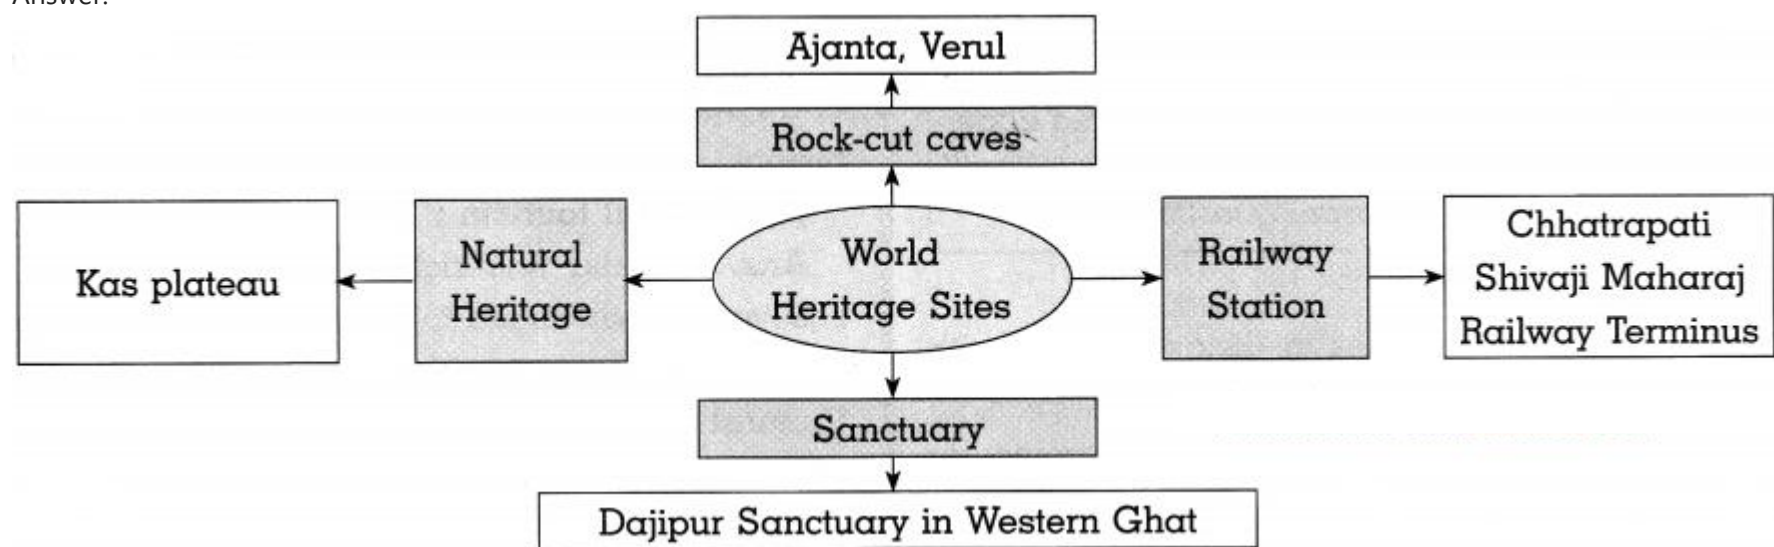 Answer:
Ajanta, Verul
Rock-cut caves
Kas plateau
Natural
Heritage
World
Heritage Sites
Railway
Station
Chhatrapati
Shivaji Maharaj
Railway Terminus
Sanctuary
Dajipur Sanctuary in Western Ghat